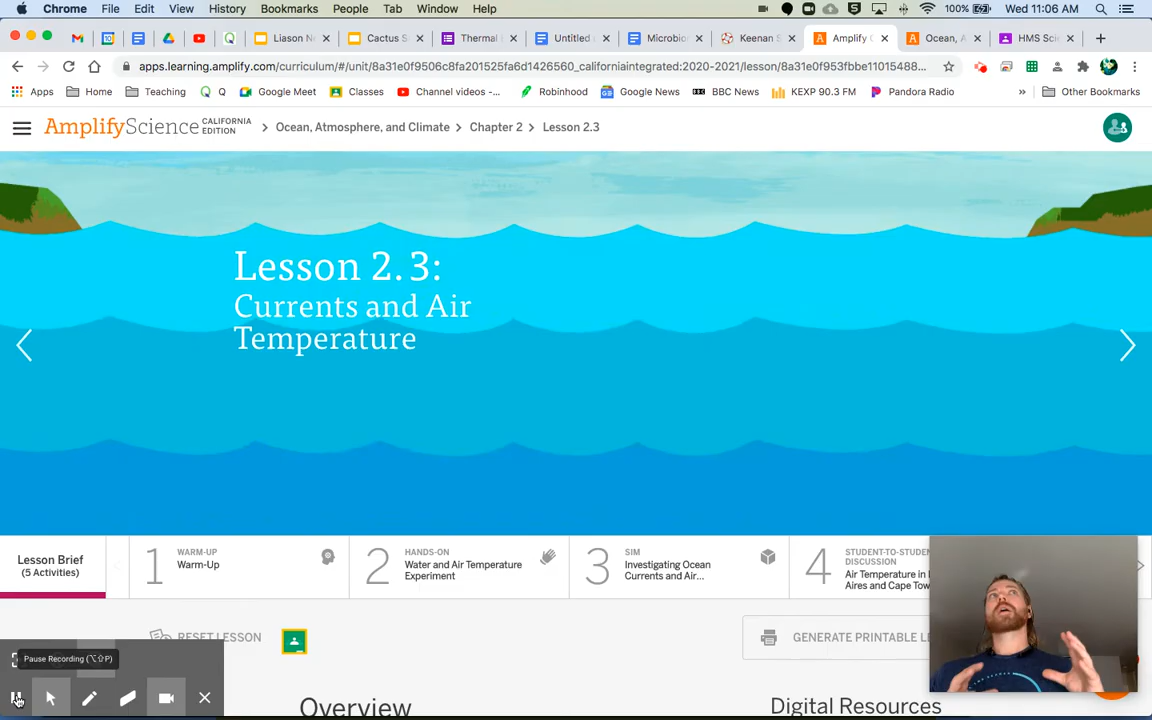 Chrome File Edit View History Bookmarks People Tab Window Help 100% Wed 11:06 AM
Liason N Cactus S Thermal Untitled Microbio Keenan S Amplify Ocean, A HMS Sci
apps.learning.amplify.com/curriculum/#/unit/8a31e0f9506c8fa201525fa6d1426560_californiaintegrated:2020-2021/lesson/8a31e0f953fbbe11015488...
Apps Home Teaching Q Google Meet Classes Channel videos -... Robinhood Google News BBC News KEXP 90.3 FM Pandora Radio » Other Bookmarks
AmplifyScience CALIFORNIA EDITION > Ocean, Atmosphere, and Climate > Chapter 2 > Lesson 2.3
Lesson 2.3:
Currents and Air
Temperature
Lesson Brief
(5 Activities)
1 WARM-UP
Warm-Up
2 HANDS-ON
Water and Air Temperature
Experiment
3 SIM
Investigating Ocean
Currents and Air...
4 STUDENT-TO-STUDE
DISCUSSION
Air Temperature in
Aires and Cape Tow
RESET LESSON
GENERATE PRINTABLE LE
Pause Recording (⌥⇧P)
Overview
Digital Resources